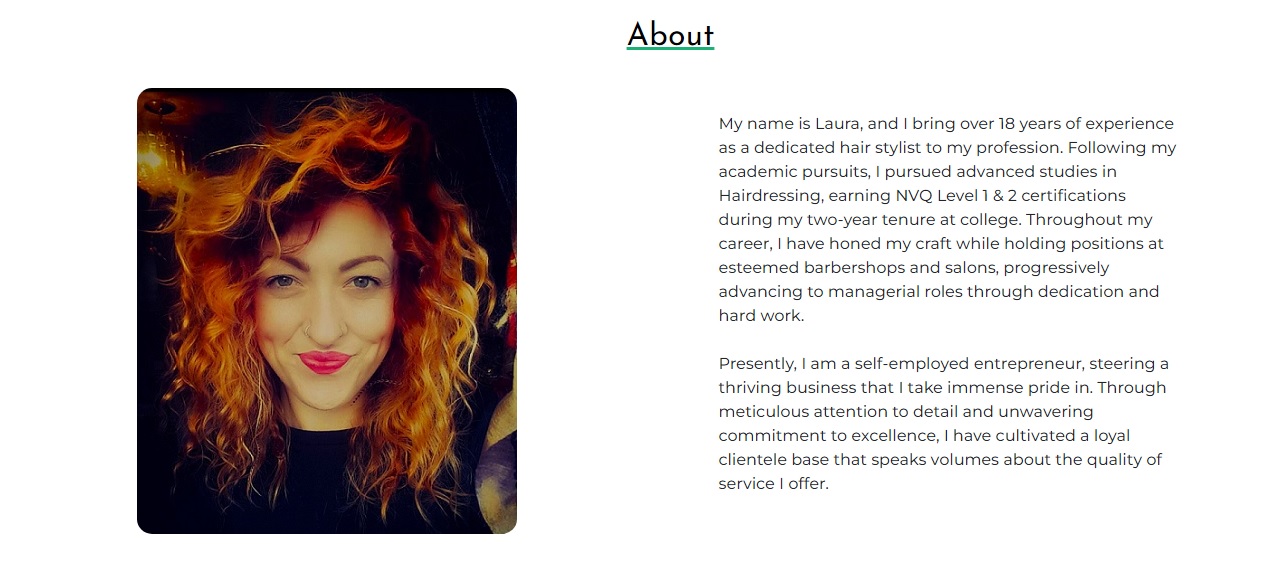 About
My name is Laura, and I bring over 18 years of experience
as a dedicated hair stylist to my profession. Following my
academic pursuits, I pursued advanced studies in
Hairdressing, earning NVQ Level 1 & 2 certifications
during my two-year tenure at college. Throughout my
career, I have honed my craft while holding positions at
esteemed barbershops and salons, progressively
advancing to managerial roles through dedication and
hard work.
Presently, I am a self-employed entrepreneur, steering a
thriving business that I take immense pride in. Through
meticulous attention to detail and unwavering
commitment to excellence, I have cultivated a loyal
clientele base that speaks volumes about the quality of
service I offer.